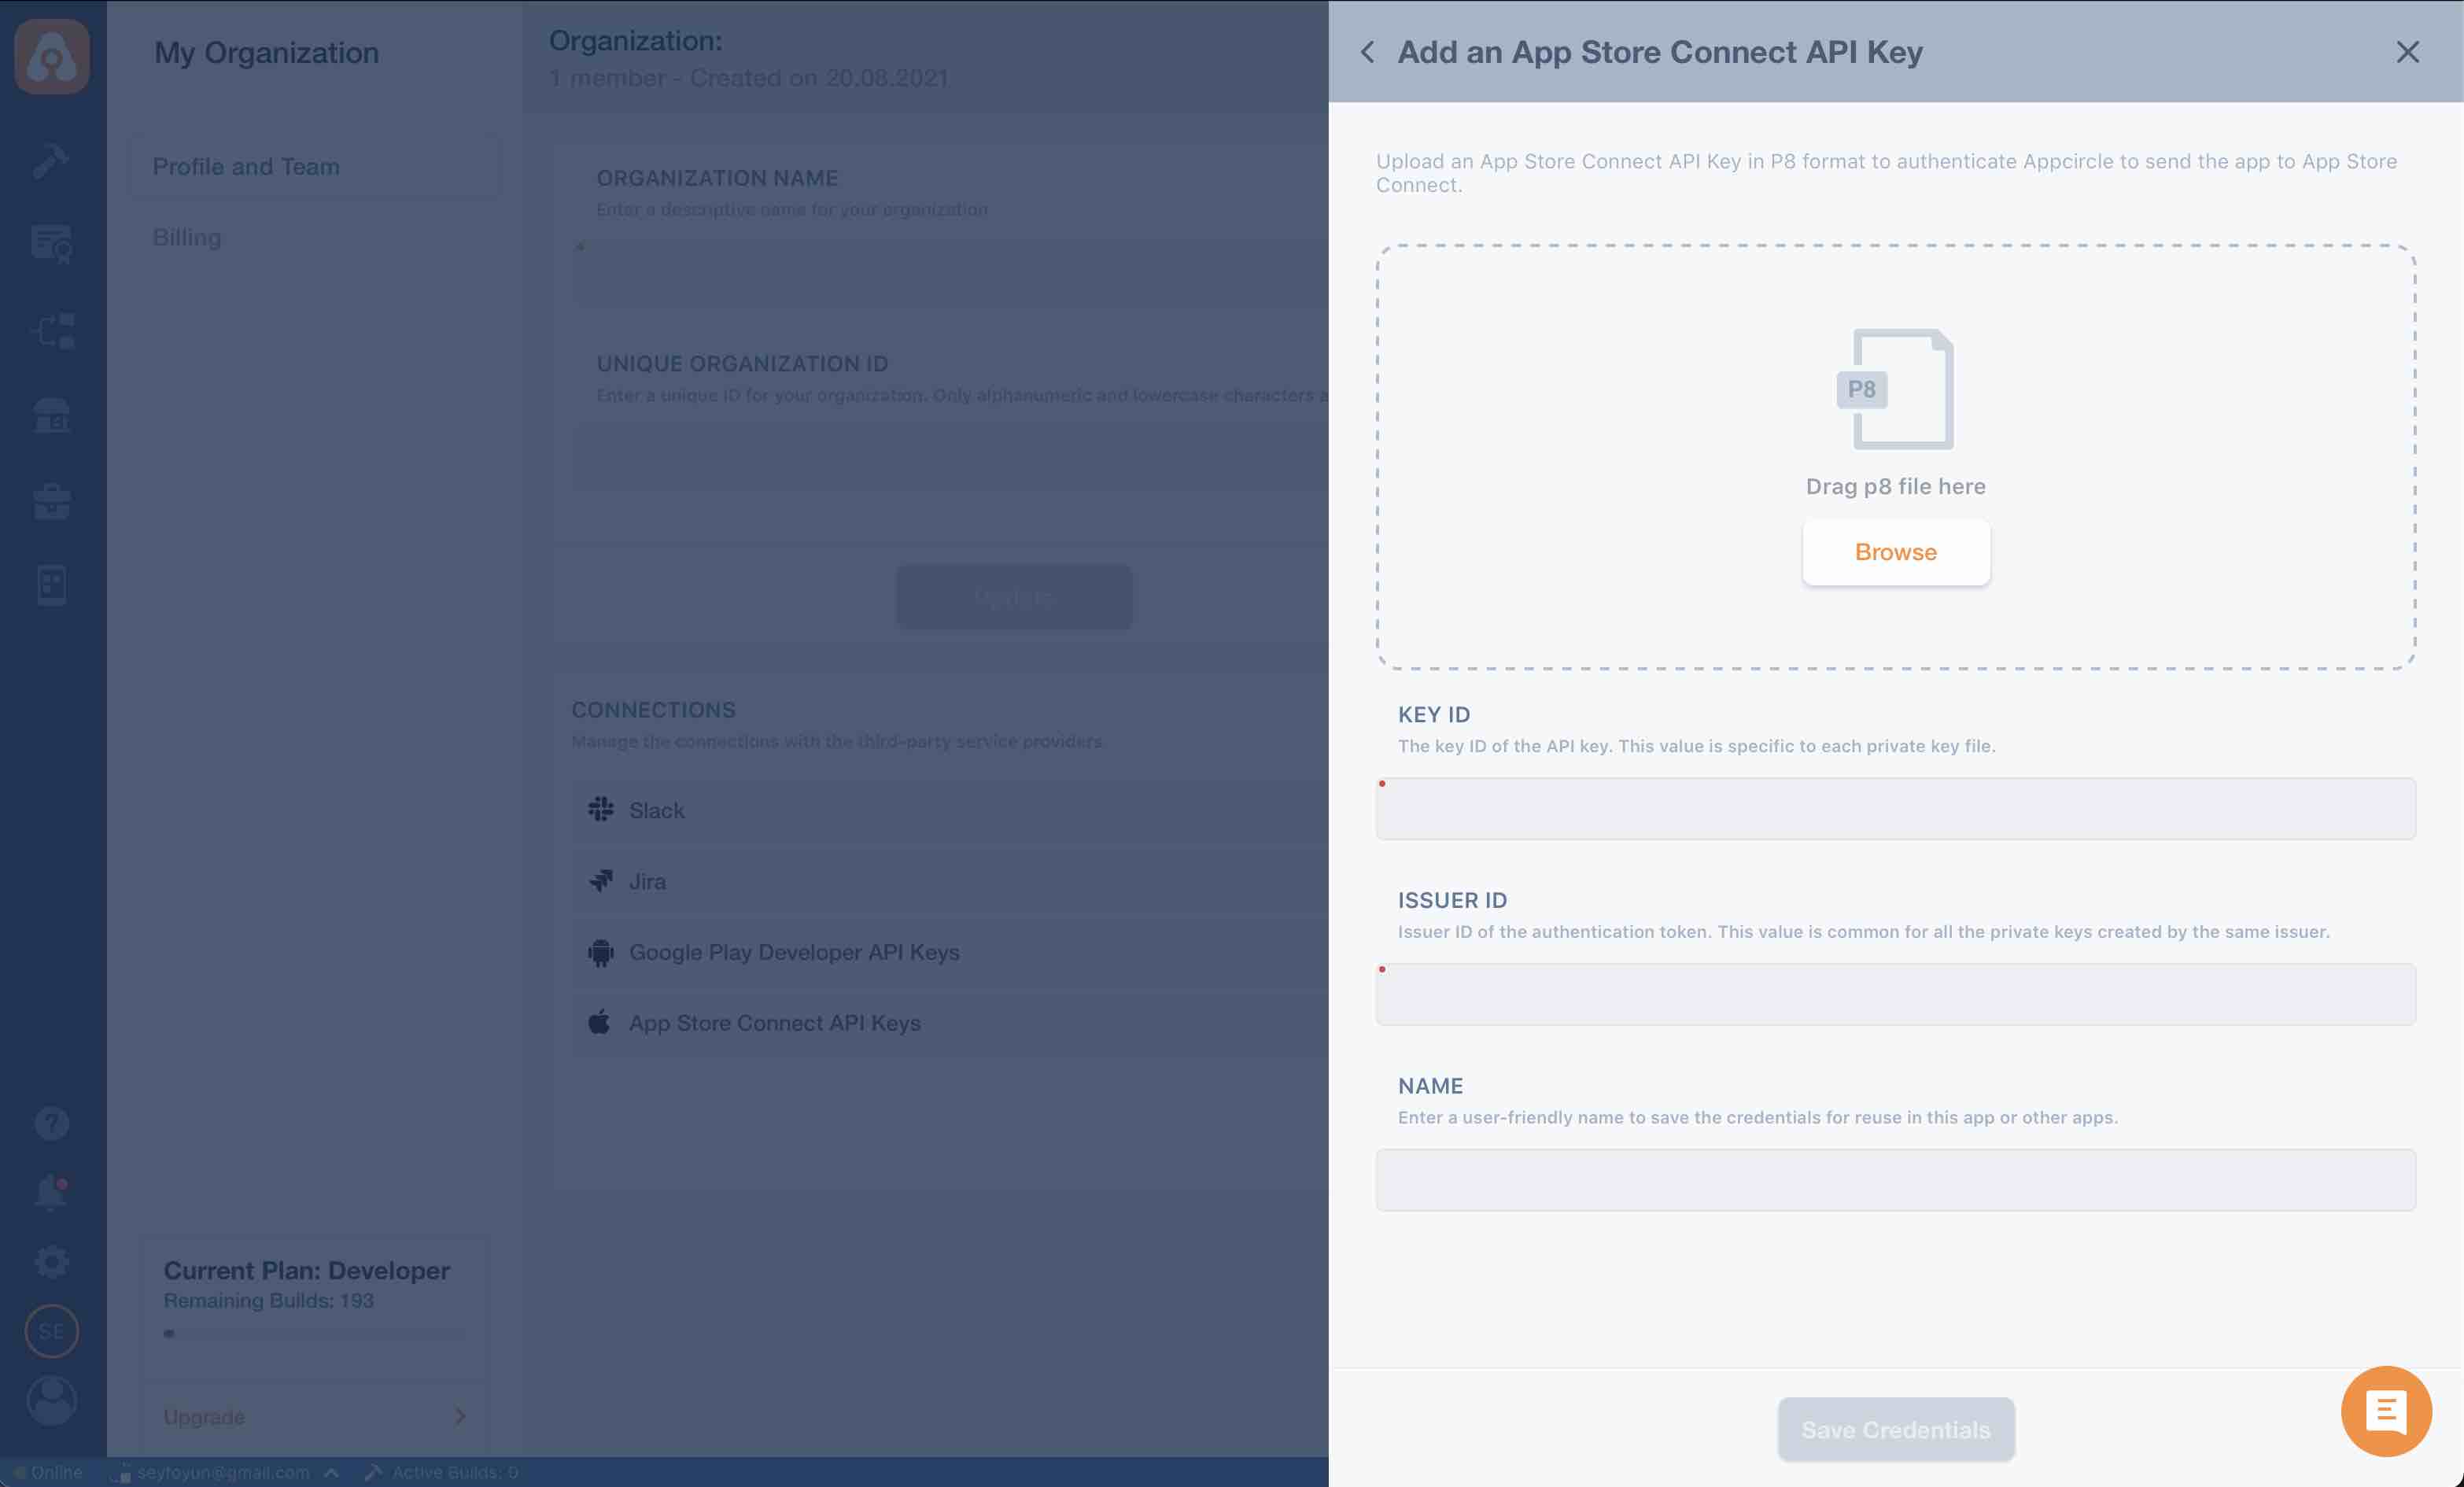 My Organization
Profile and Team
Billing
Current Plan: Developer
Remaining Builds: 193
Upgrade
SE
Online
seyfoyun@gmail.com
Active Builds: 0
Organization:
1 member - Created on 20.08.2021
ORGANIZATION NAME
Enter a descriptive name for your organization
UNIQUE ORGANIZATION ID
Enter a unique ID for your organization. Only alphanumeric and lowercase characters a
Update
CONNECTIONS
Manage the connections with the third-party service providers.
Slack
Jira
Google Play Developer API Keys
App Store Connect API Keys
Add an App Store Connect API Key
Upload an App Store Connect API Key in P8 format to authenticate Appcircle to send the app to App Store
Connect.
P8
Drag p8 file here
Browse
KEY ID
The key ID of the API key. This value is specific to each private key file.
ISSUER ID
Issuer ID of the authentication token. This value is common for all the private keys created by the same issuer.
NAME
Enter a user-friendly name to save the credentials for reuse in this app or other apps.
Save Credentials